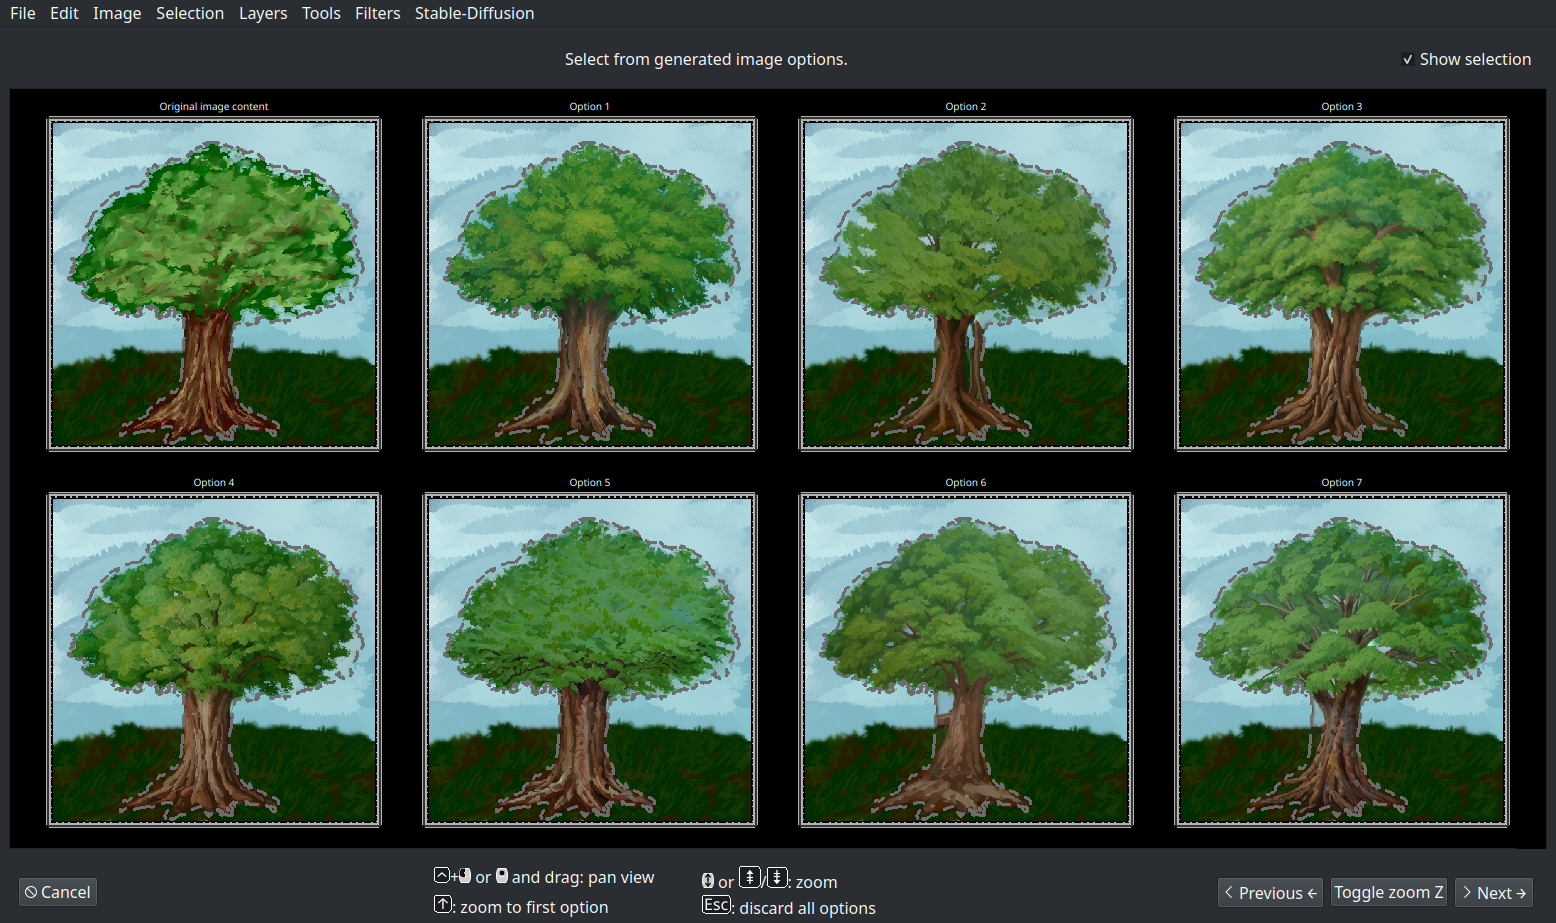 File Edit Image Selection Layers Tools Filters Stable-Diffusion
Select from generated image options.
✓ Show selection
Original image content
Option 1
Option 2
Option 3
Option 4
Option 5
Option 6
Option 7
Cancel
+ or and drag: pan view
↑: zoom to first option
or / : zoom
Esc: discard all options
< Previous ←
Toggle zoom Z
> Next →